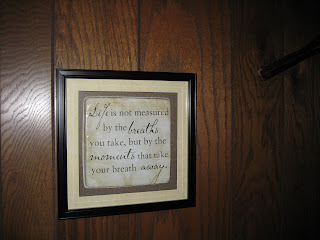 Life is not measured
by the breaths
you take, but by the
moments that take
your breath away.